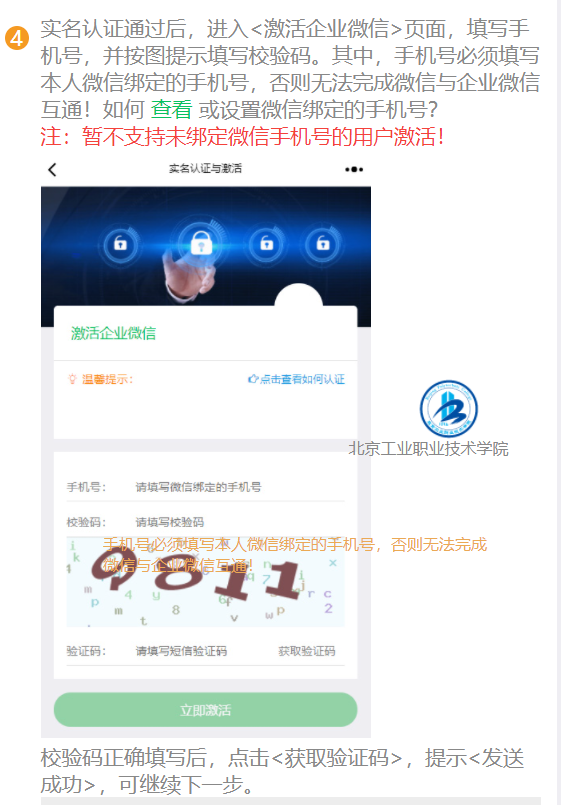 4
实名认证通过后，进入<激活企业微信>页面，填写手
机号，并按图提示填写校验码。其中，手机号必须填写
本人微信绑定的手机号，否则无法完成微信与企业微信
互通！如何 查看 或设置微信绑定的手机号？
注：暂不支持未绑定微信手机号的用户激活！
实名认证与激活
激活企业微信
温馨提示：
点击查看如何认证
北京工业职业技术学院
手机号： 请填写微信绑定的手机号
校验码： 请填写校验码
手机号必须填写本人微信绑定的手机号，否则无法完成
微信与企业微信互通！
9811
验证码： 请填写短信验证码 获取验证码
立即激活
校验码正确填写后，点击<获取验证码>，提示<发送
成功>，可继续下一步。